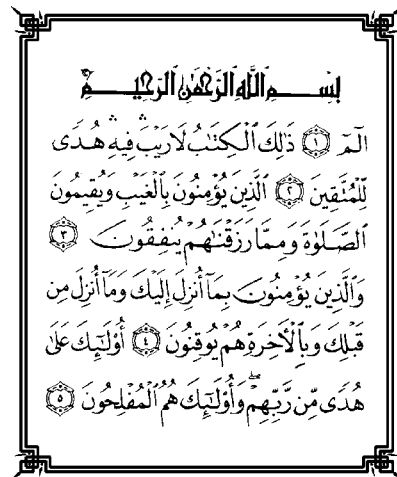 بِسْمِ ٱللَّهِ ٱلرَّحْمَٰنِ ٱلرَّحِيمِ
الٓمٓ ۝١ ذَٰلِكَ ٱلْكِتَٰبُ لَا رَيْبَ ۛ فِيهِ ۛ هُدًى
لِّلْمُتَّقِينَ ۝٢ ٱلَّذِينَ يُؤْمِنُونَ بِٱلْغَيْبِ وَيُقِيمُونَ
ٱلصَّلَوٰةَ وَمِمَّا رَزَقْنَٰهُمْ يُنفِقُونَ ۝٣
وَٱلَّذِينَ يُؤْمِنُونَ بِمَآ أُنزِلَ إِلَيْكَ وَمَآ أُنزِلَ مِن
قَبْلِكَ وَبِٱلْأَخِرَةِ هُمْ يُوقِنُونَ ۝٤ أُو۟لَٰٓئِكَ عَلَىٰ
هُدًى مِّن رَّبِّهِمْ ۖ وَأُو۟لَٰٓئِكَ هُمُ ٱلْمُفْلِحُونَ ۝٥